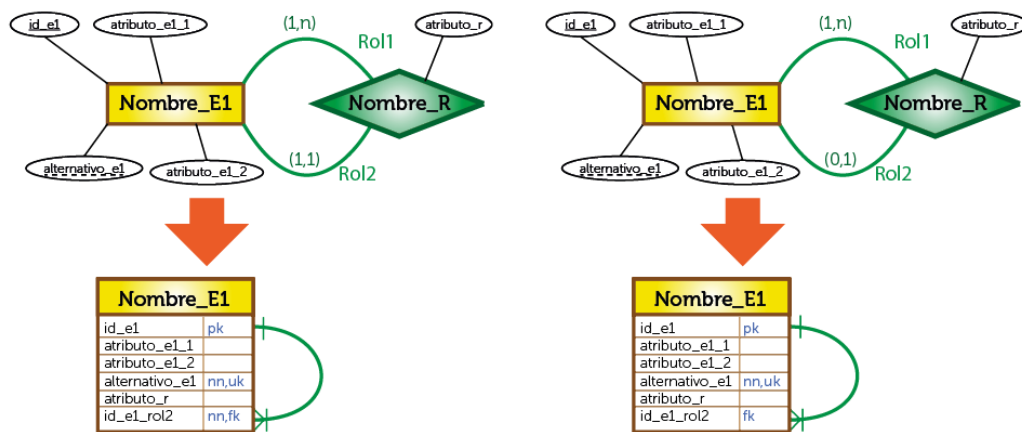 id_e1
atributo_e1_1
(1,n)
Rol1
atributo_r
Nombre_E1
Nombre_R
alternativo_e1
atributo_e1_2
(1,1)
Rol2
Nombre_E1
id_e1 pk
atributo_e1_1
atributo_e1_2
alternativo_e1 nn,uk
atributo_r
id_e1_rol2 nn,fk
id_e1
atributo_e1_1
(1,n)
Rol1
atributo_r
Nombre_E1
Nombre_R
alternativo_e1
atributo_e1_2
(0,1)
Rol2
Nombre_E1
id_e1 pk
atributo_e1_1
atributo_e1_2
alternativo_e1 nn,uk
atributo_r
id_e1_rol2 fk